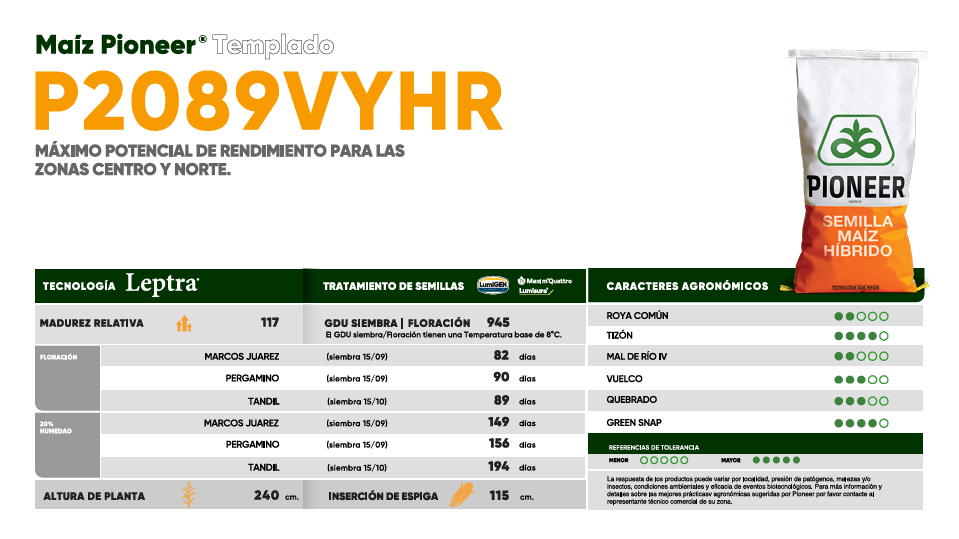 Maíz Pioneer® Templado
P2089VYHR
MÁXIMO POTENCIAL DE RENDIMIENTO PARA LAS
ZONAS CENTRO Y NORTE.
PIONEER
MARCA
SEMILLA
MAÍZ
HÍBRIDO
TECNOLOGÍA QUE RINDE
TECNOLOGÍA Leptra®
TRATAMIENTO DE SEMILLAS LumiGEN Maxim®Quattro
Lumisure®
MADUREZ RELATIVA 117
GDU SIEMBRA | FLORACIÓN 945
El GDU siembra/Floración tienen una Temperatura base de 8°C.
FLORACIÓN
MARCOS JUAREZ (siembra 15/09) 82 días
PERGAMINO (siembra 15/09) 90 días
TANDIL (siembra 15/10) 89 días
20%
HUMEDAD
MARCOS JUAREZ (siembra 15/09) 149 días
PERGAMINO (siembra 15/09) 156 días
TANDIL (siembra 15/10) 194 días
ALTURA DE PLANTA 240 cm.
INSERCIÓN DE ESPIGA 115 cm.
CARACTERES AGRONÓMICOS
ROYA COMÚN
TIZÓN
MAL DE RÍO IV
VUELCO
QUEBRADO
GREEN SNAP
REFERENCIAS DE TOLERANCIA
MENOR MAYOR
La respuesta de los productos puede variar por localidad, presión de patógenos, malezas y/o
insectos, condiciones ambientales y eficacia de eventos biotecnológicos. Para más información y
detalles sobre las mejores prácticasv agronómicas sugeridas por Pioneer por favor contacte al
representante técnico comercial de su zona.